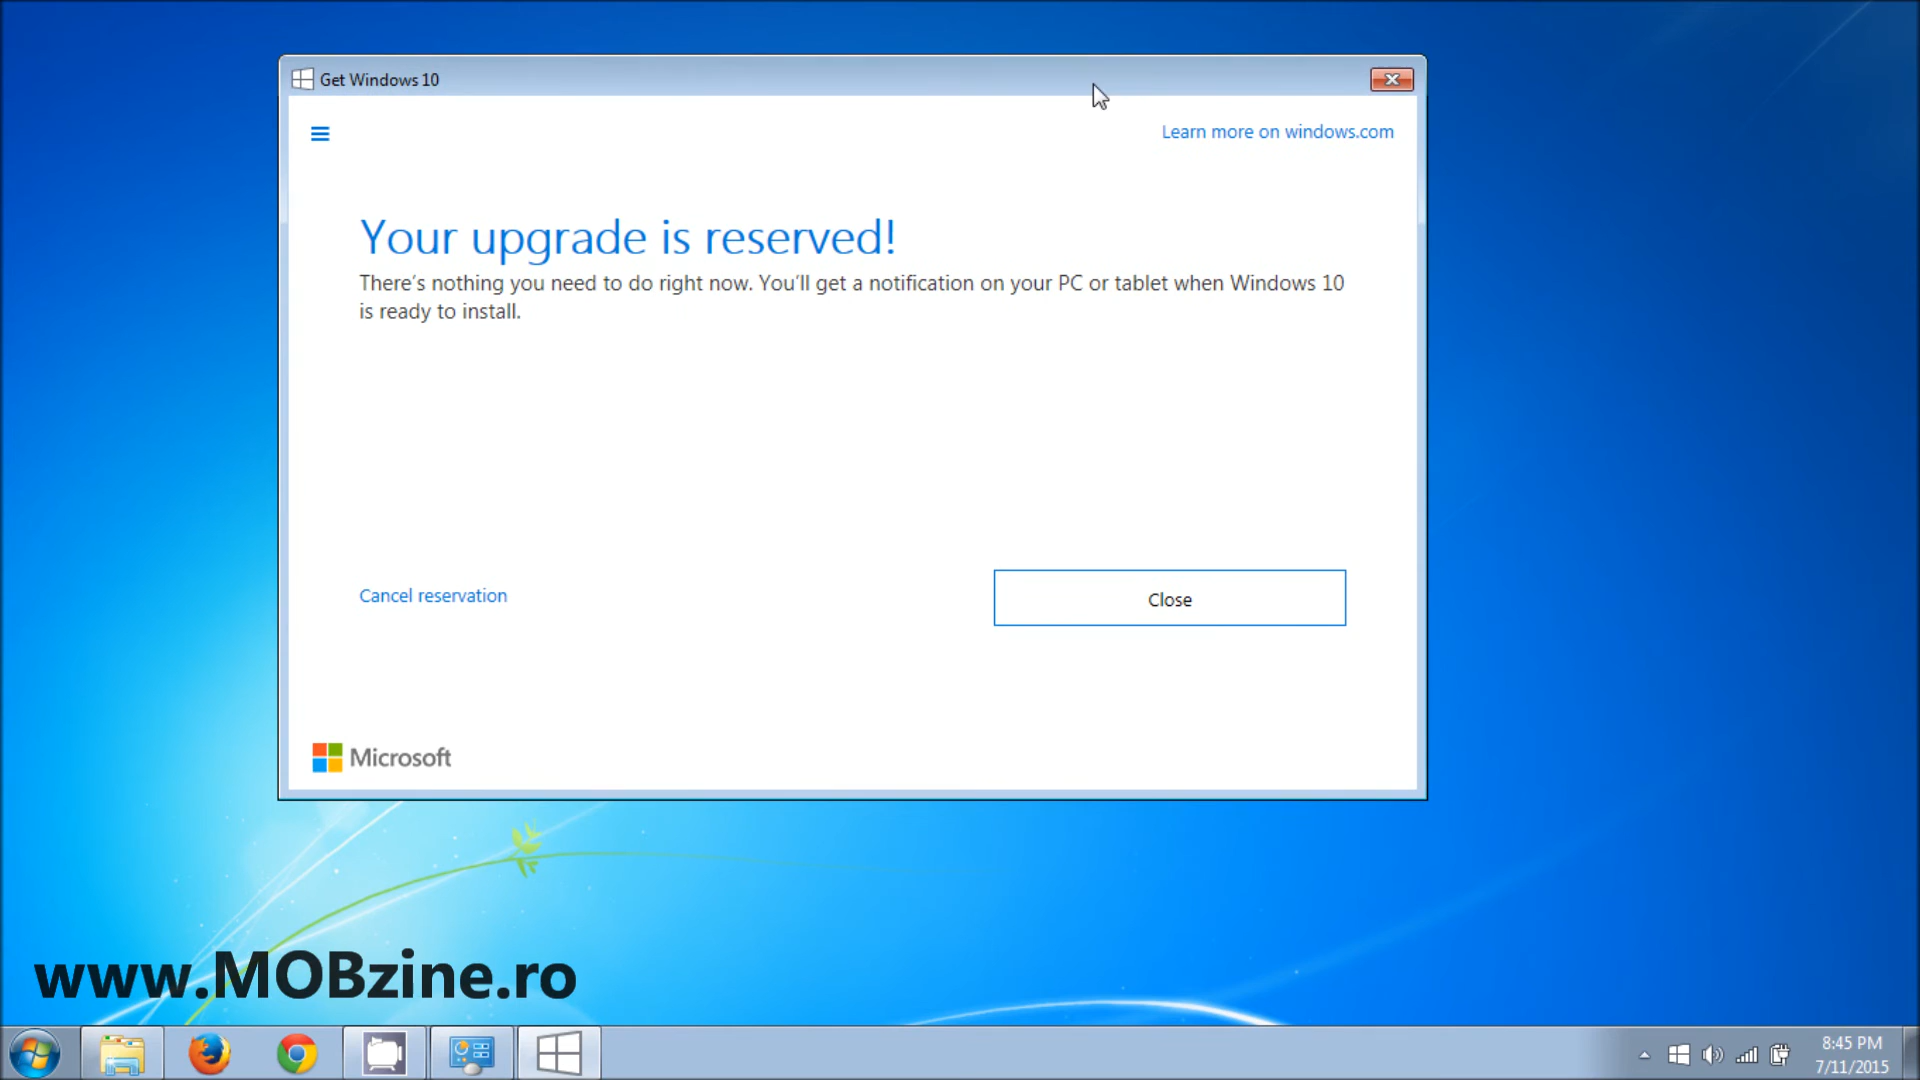 Get Windows 10
Learn more on windows.com
Your upgrade is reserved!
There's nothing you need to do right now. You'll get a notification on your PC or tablet when Windows 10
is ready to install.
Cancel reservation
Close
Microsoft
www.MOBzine.ro
8:45 PM
7/11/2015